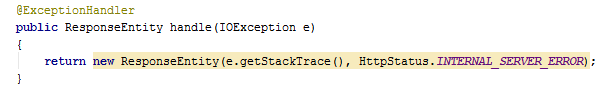 @ExceptionHandler
public ResponseEntity handle(IOException e)
{
return new ResponseEntity(e.getStackTrace(), HttpStatus.INTERNAL_SERVER_ERROR);
}